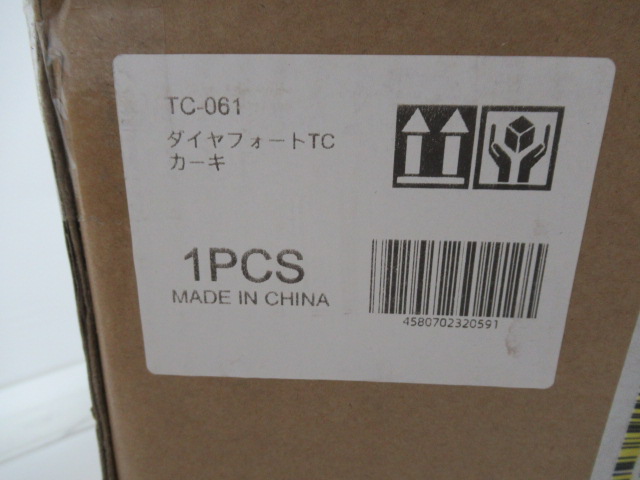 TC-061
ダイヤフォートTC
カーキ
1PCS
MADE IN CHINA
4580702320591